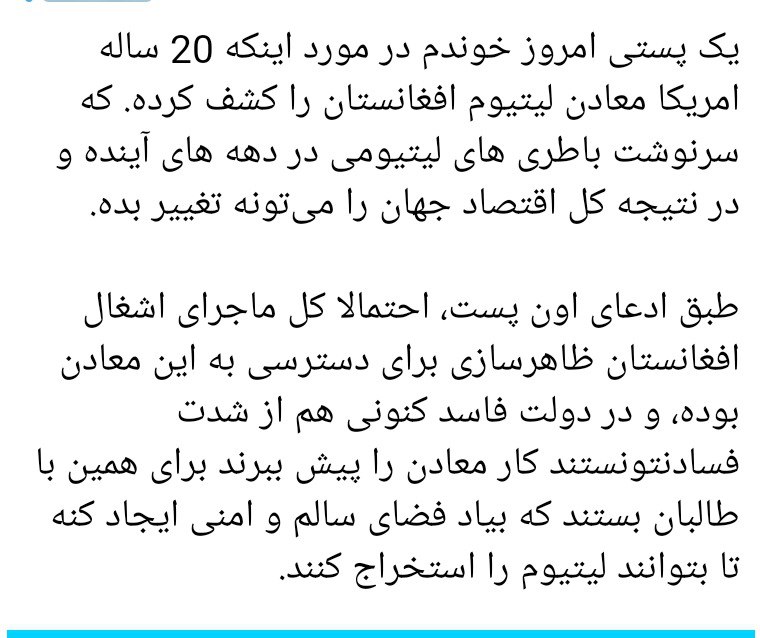 یک پستی امروز خوندم در مورد اینکه 20 ساله
امریکا معادن لیتیوم افغانستان را کشف کرده. که
سرنوشت باطری های لیتیومی در دهه های آینده و
در نتیجه کل اقتصاد جهان را می‌تونه تغییر بده.
طبق ادعای اون پست، احتمالا کل ماجرای اشغال
افغانستان ظاهرسازی برای دسترسی به این معادن
بوده، و در دولت فاسد کنونی هم از شدت
فسادنتونستند کار معادن را پیش ببرند برای همین با
طالبان بستند که بیاد فضای سالم و امنی ایجاد کنه
تا بتوانند لیتیوم را استخراج کنند.